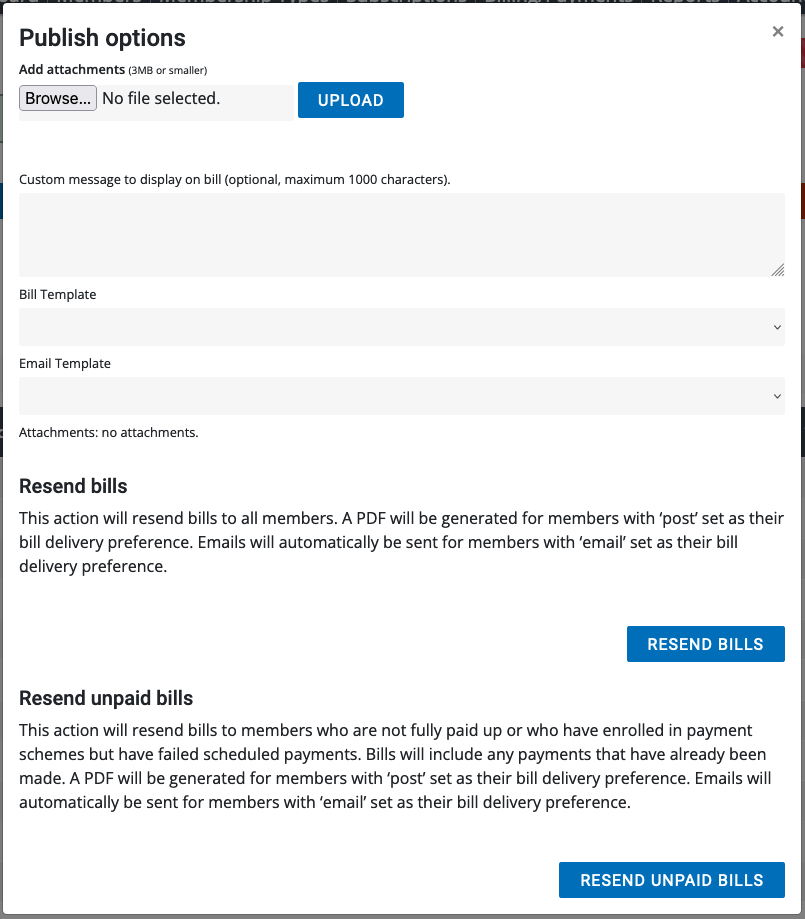 Publish options
×
Add attachments (3MB or smaller)
Browse... No file selected.
UPLOAD
Custom message to display on bill (optional, maximum 1000 characters).
Bill Template
Email Template
Attachments: no attachments.
Resend bills
This action will resend bills to all members. A PDF will be generated for members with ‘post’ set as their
bill delivery preference. Emails will automatically be sent for members with ‘email’ set as their bill
delivery preference.
RESEND BILLS
Resend unpaid bills
This action will resend bills to members who are not fully paid up or who have enrolled in payment
schemes but have failed scheduled payments. Bills will include any payments that have already been
made. A PDF will be generated for members with ‘post’ set as their bill delivery preference. Emails will
automatically be sent for members with ‘email’ set as their bill delivery preference.
RESEND UNPAID BILLS